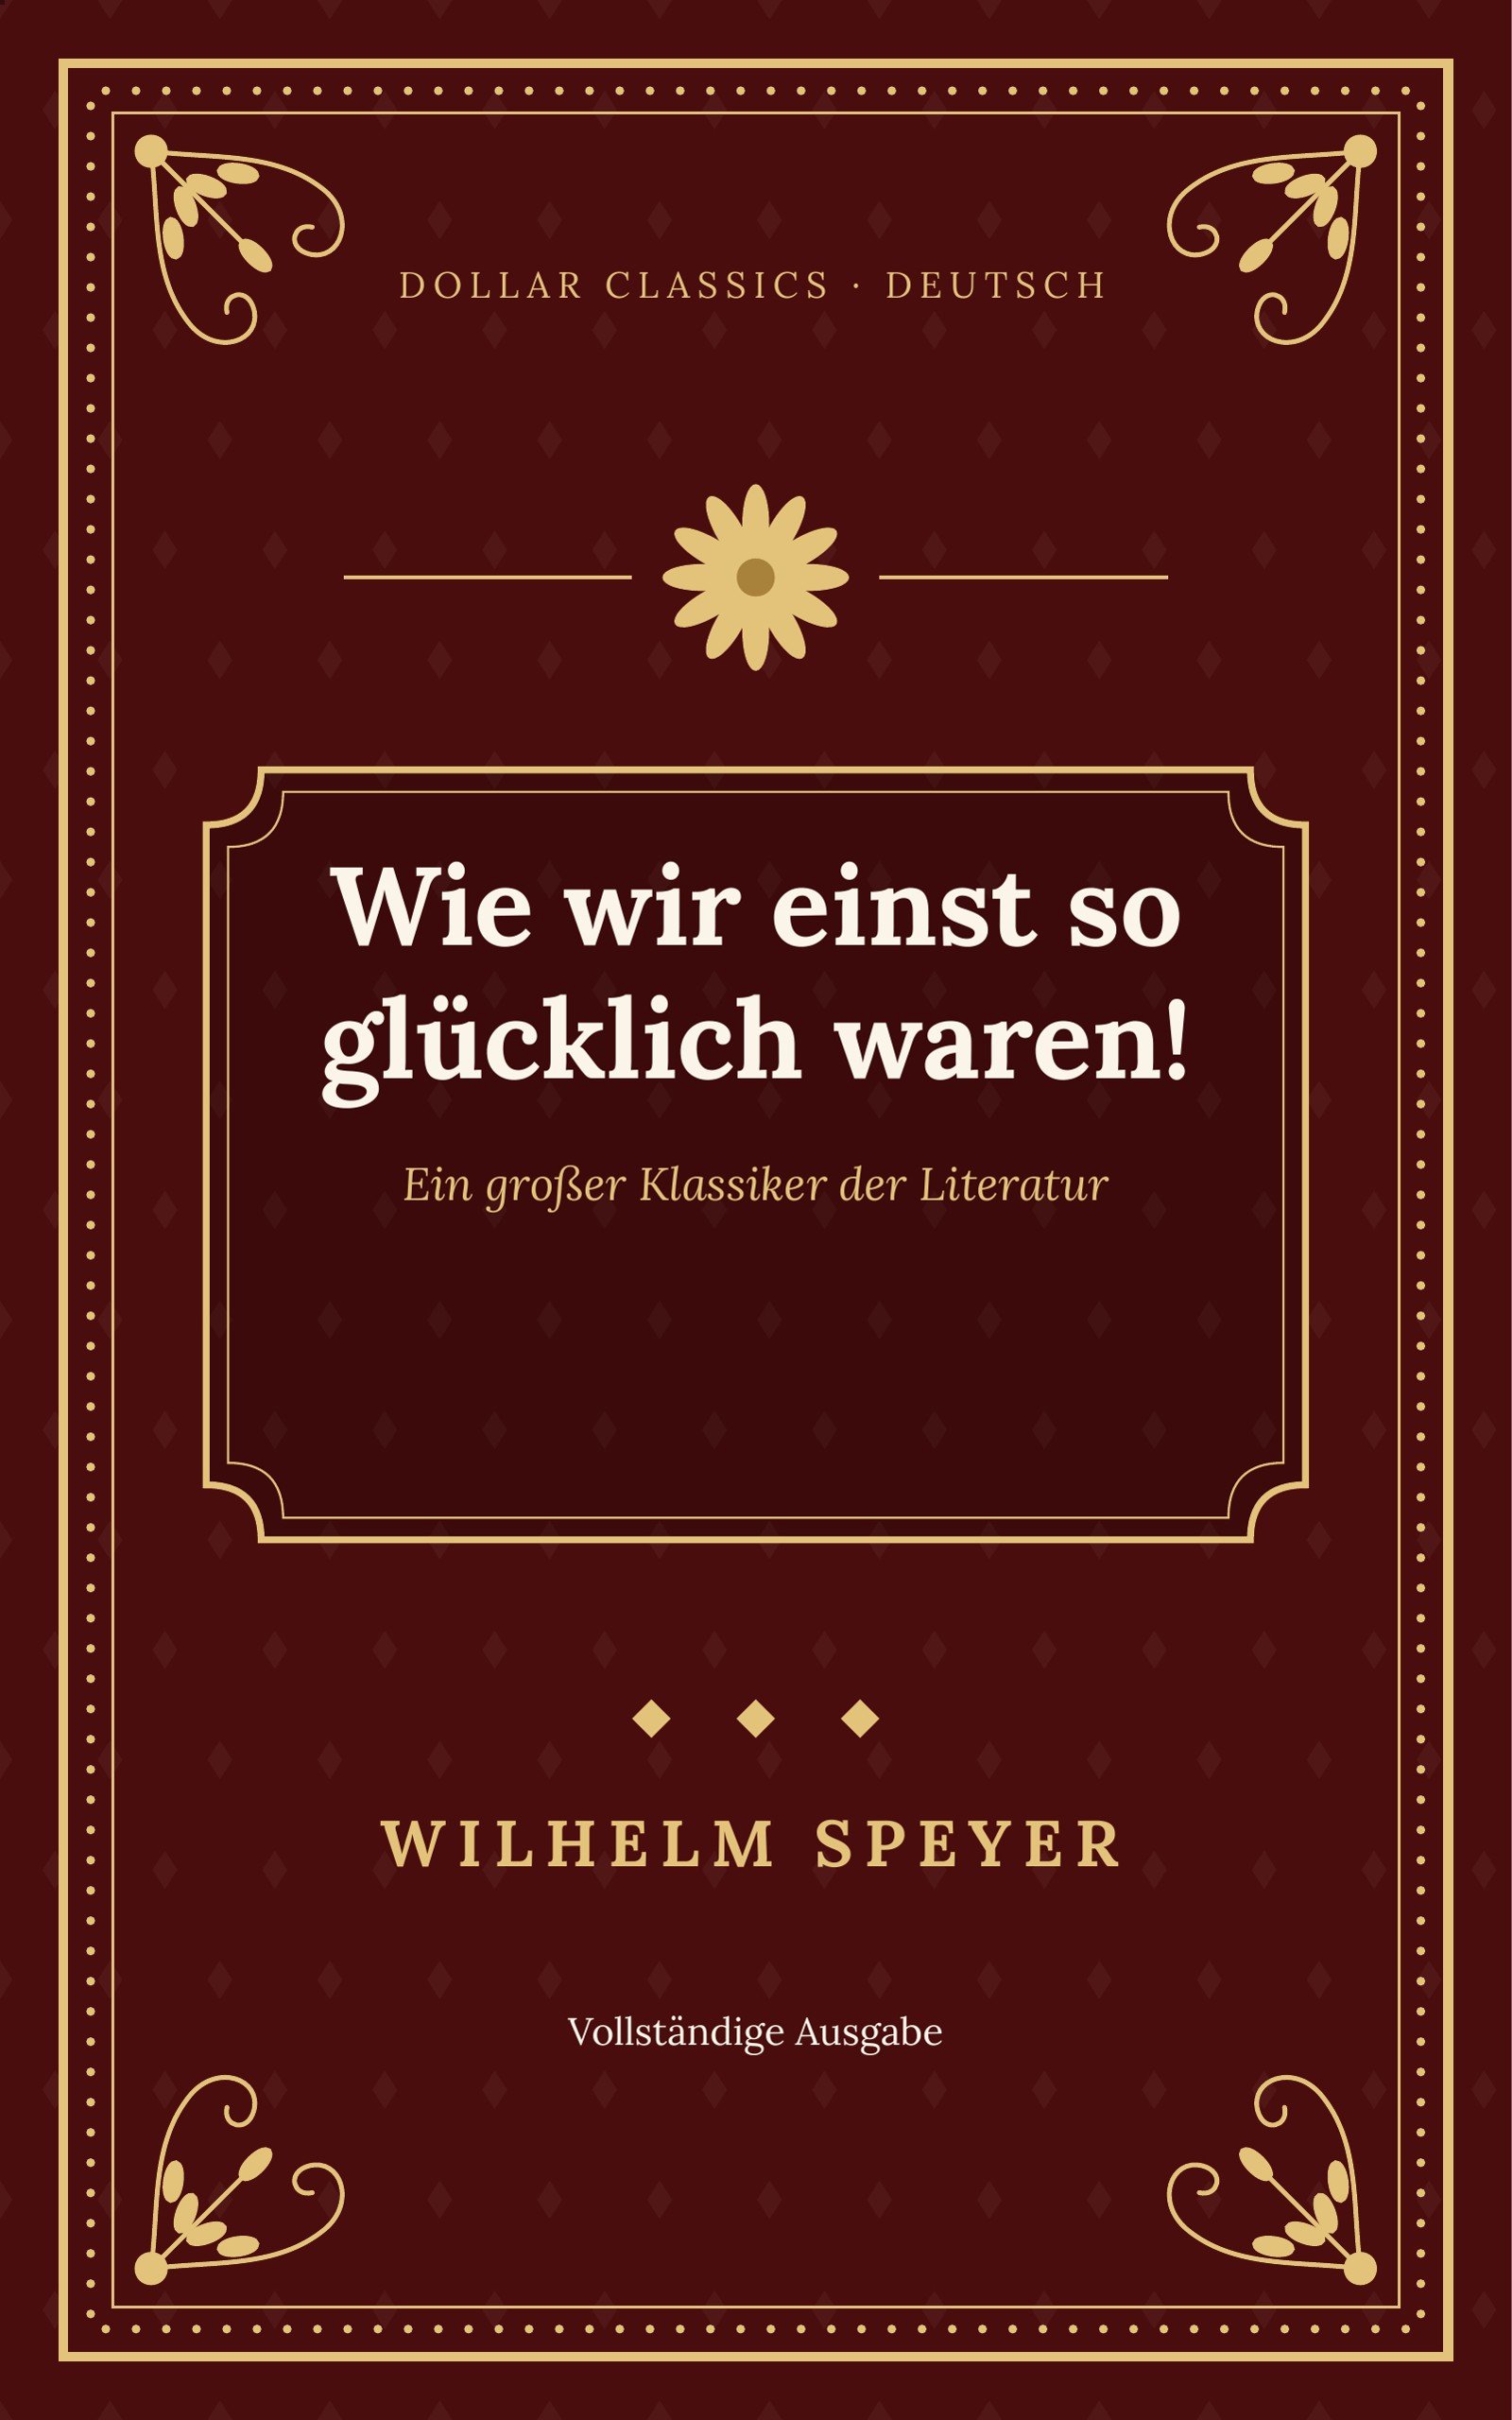 DOLLAR CLASSICS · DEUTSCH
Wie wir einst so
glücklich waren!
Ein großer Klassiker der Literatur
WILHELM SPEYER
Vollständige Ausgabe